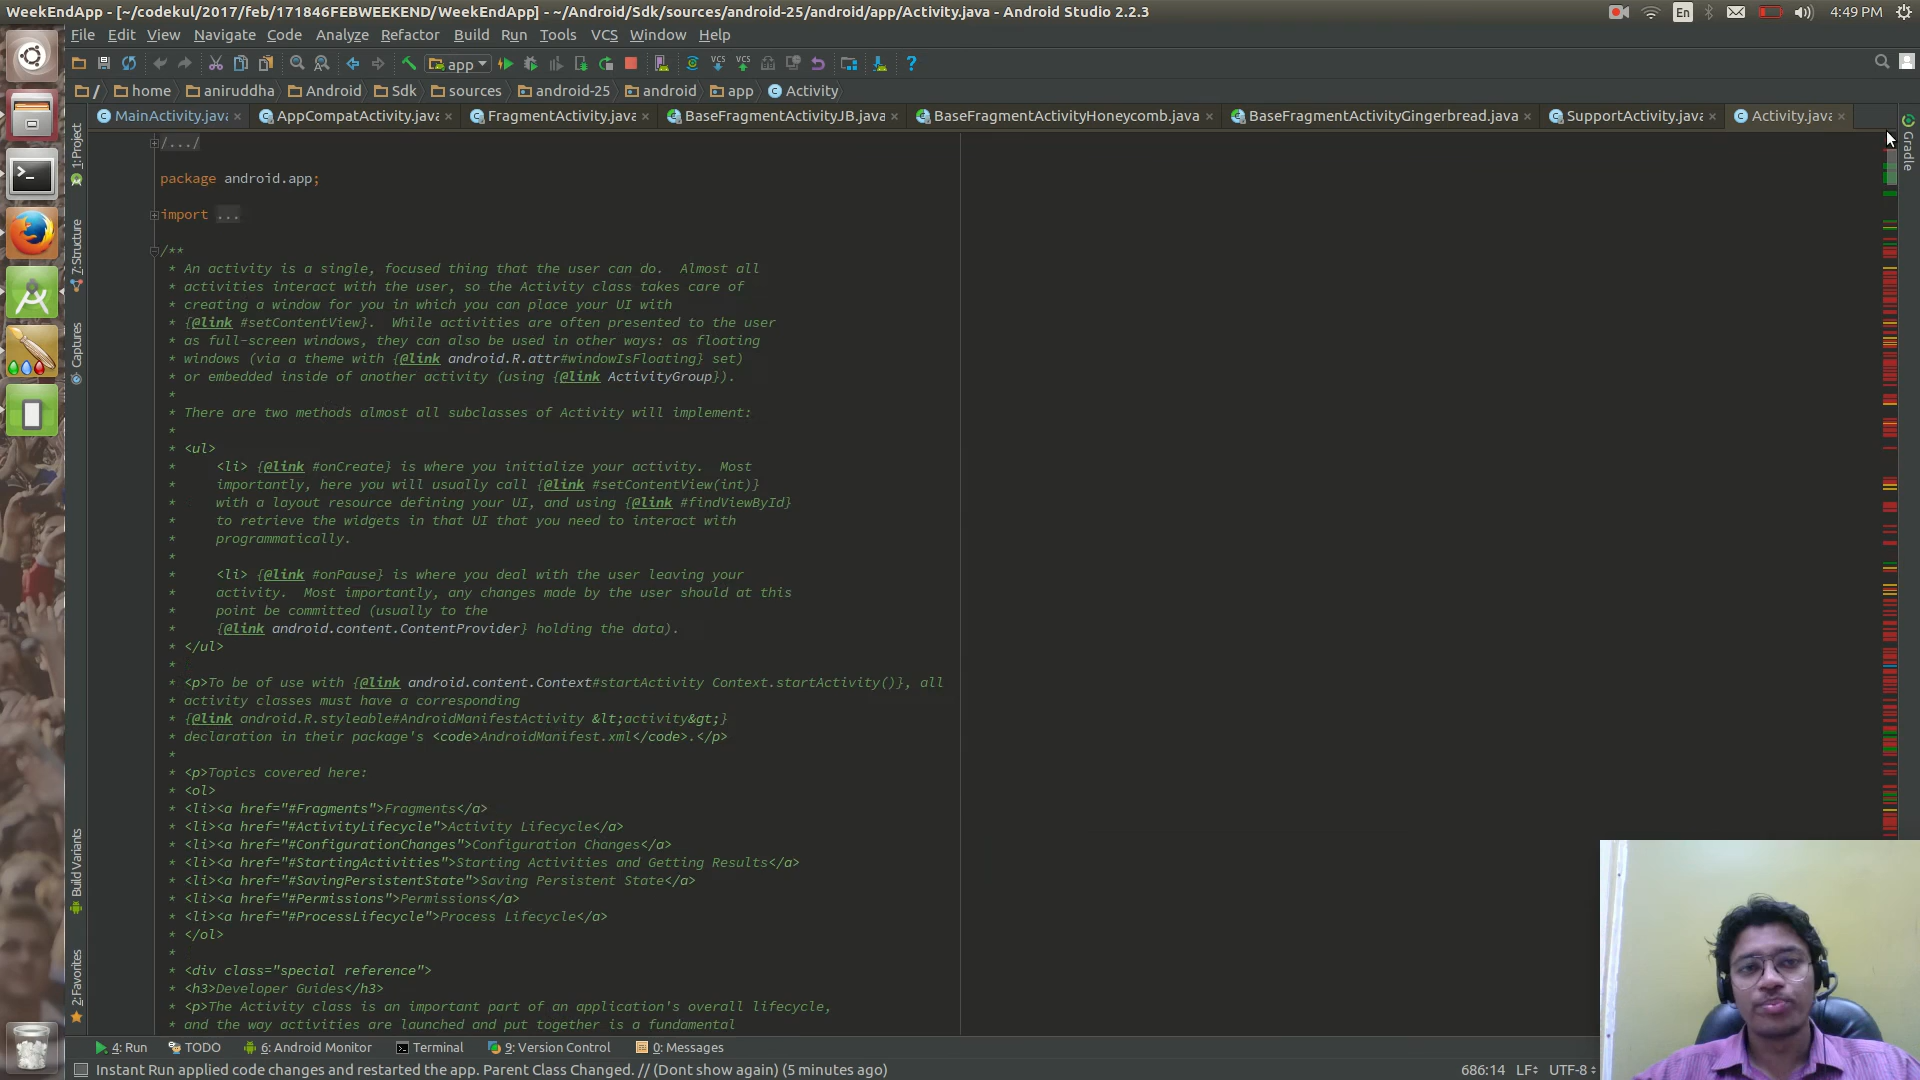 WeekEndApp - [~/codekul/2017/feb/171846FEBWEEKEND/WeekEndApp] - ~/Android/Sdk/sources/android-25/android/app/Activity.java - Android Studio 2.2.3
En
4:49 PM
File Edit View Navigate Code Analyze Refactor Build Run Tools VCS Window Help
app
VCS VCS ?
/ home aniruddha Android Sdk sources android-25 android app Activity
MainActivity.java AppCompatActivity.java FragmentActivity.java BaseFragmentActivityJB.java BaseFragmentActivityHoneycomb.java BaseFragmentActivityGingerbread.java SupportActivity.java Activity.java
1: Project
7: Structure
Captures
Build Variants
2: Favorites
Gradle
/.../
package android.app;
import ...
/**
* An activity is a single, focused thing that the user can do.  Almost all
* activities interact with the user, so the Activity class takes care of
* creating a window for you in which you can place your UI with
* {@link #setContentView}.  While activities are often presented to the user
* as full-screen windows, they can also be used in other ways: as floating
* windows (via a theme with {@link android.R.attr#windowIsFloating} set)
* or embedded inside of another activity (using {@link ActivityGroup}).
*
* There are two methods almost all subclasses of Activity will implement:
*
* <ul>
*     <li> {@link #onCreate} is where you initialize your activity.  Most
*     importantly, here you will usually call {@link #setContentView(int)}
*     with a layout resource defining your UI, and using {@link #findViewById}
*     to retrieve the widgets in that UI that you need to interact with
*     programmatically.
*
*     <li> {@link #onPause} is where you deal with the user leaving your
*     activity.  Most importantly, any changes made by the user should at this
*     point be committed (usually to the
*     {@link android.content.ContentProvider} holding the data).
* </ul>
*
* <p>To be of use with {@link android.content.Context#startActivity Context.startActivity()}, all
* activity classes must have a corresponding
* {@link android.R.styleable#AndroidManifestActivity &lt;activity&gt;}
* declaration in their package's <code>AndroidManifest.xml</code>.</p>
*
* <p>Topics covered here:
* <ol>
* <li><a href="#Fragments">Fragments</a>
* <li><a href="#ActivityLifecycle">Activity Lifecycle</a>
* <li><a href="#ConfigurationChanges">Configuration Changes</a>
* <li><a href="#StartingActivities">Starting Activities and Getting Results</a>
* <li><a href="#SavingPersistentState">Saving Persistent State</a>
* <li><a href="#Permissions">Permissions</a>
* <li><a href="#ProcessLifecycle">Process Lifecycle</a>
* </ol>
*
* <div class="special reference">
* <h3>Developer Guides</h3>
* <p>The Activity class is an important part of an application's overall lifecycle,
* and the way activities are launched and put together is a fundamental
4: Run TODO 6: Android Monitor Terminal 9: Version Control 0: Messages
Instant Run applied code changes and restarted the app. Parent Class Changed. // (Dont show again) (5 minutes ago)
686:14 LF÷ UTF-8÷